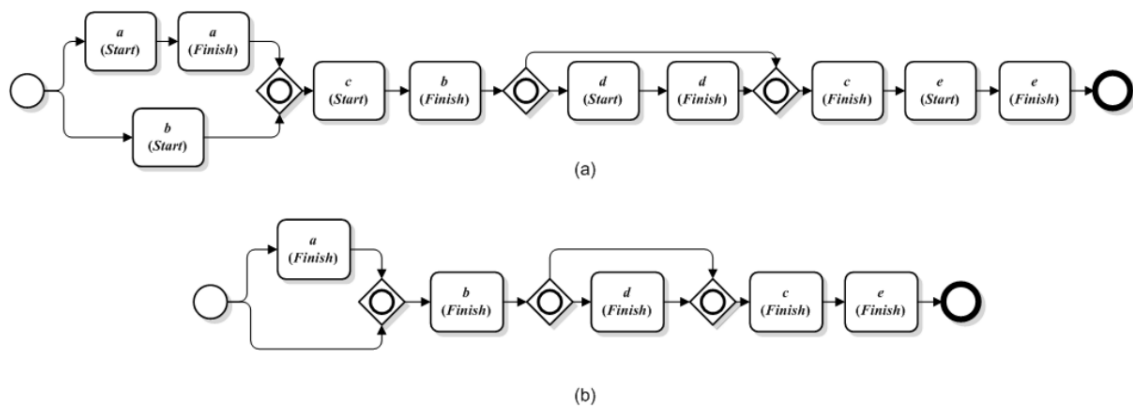 a
(Start)
a
(Finish)
b
(Start)
c
(Start)
b
(Finish)
d
(Start)
d
(Finish)
c
(Finish)
e
(Start)
e
(Finish)
(a)
a
(Finish)
b
(Finish)
d
(Finish)
c
(Finish)
e
(Finish)
(b)